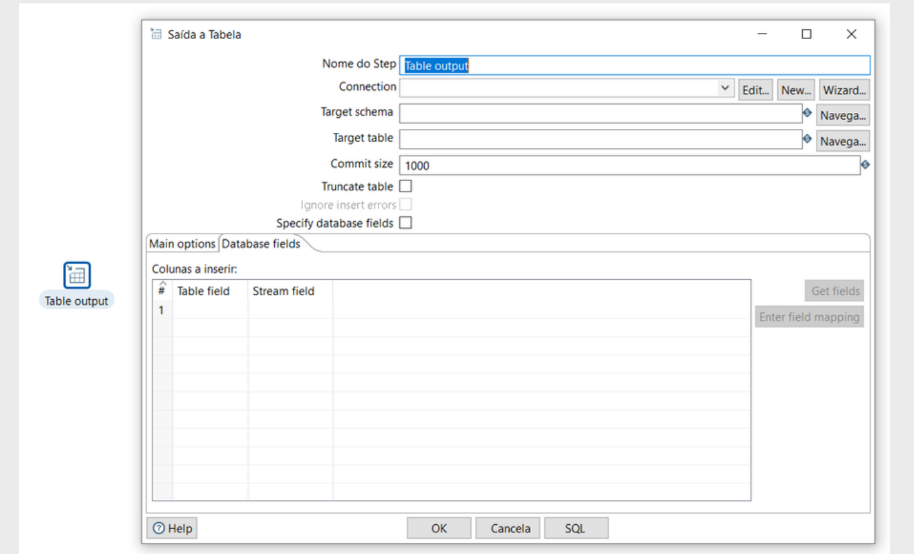 Saída a Tabela
Nome do Step Table output
Connection Edit... New... Wizard...
Target schema Navega...
Target table Navega...
Commit size 1000
Truncate table
Ignore insert errors
Specify database fields
Main options Database fields
Colunas a inserir:
# Table field Stream field Get fields
1 Enter field mapping
Table output
Help OK Cancela SQL